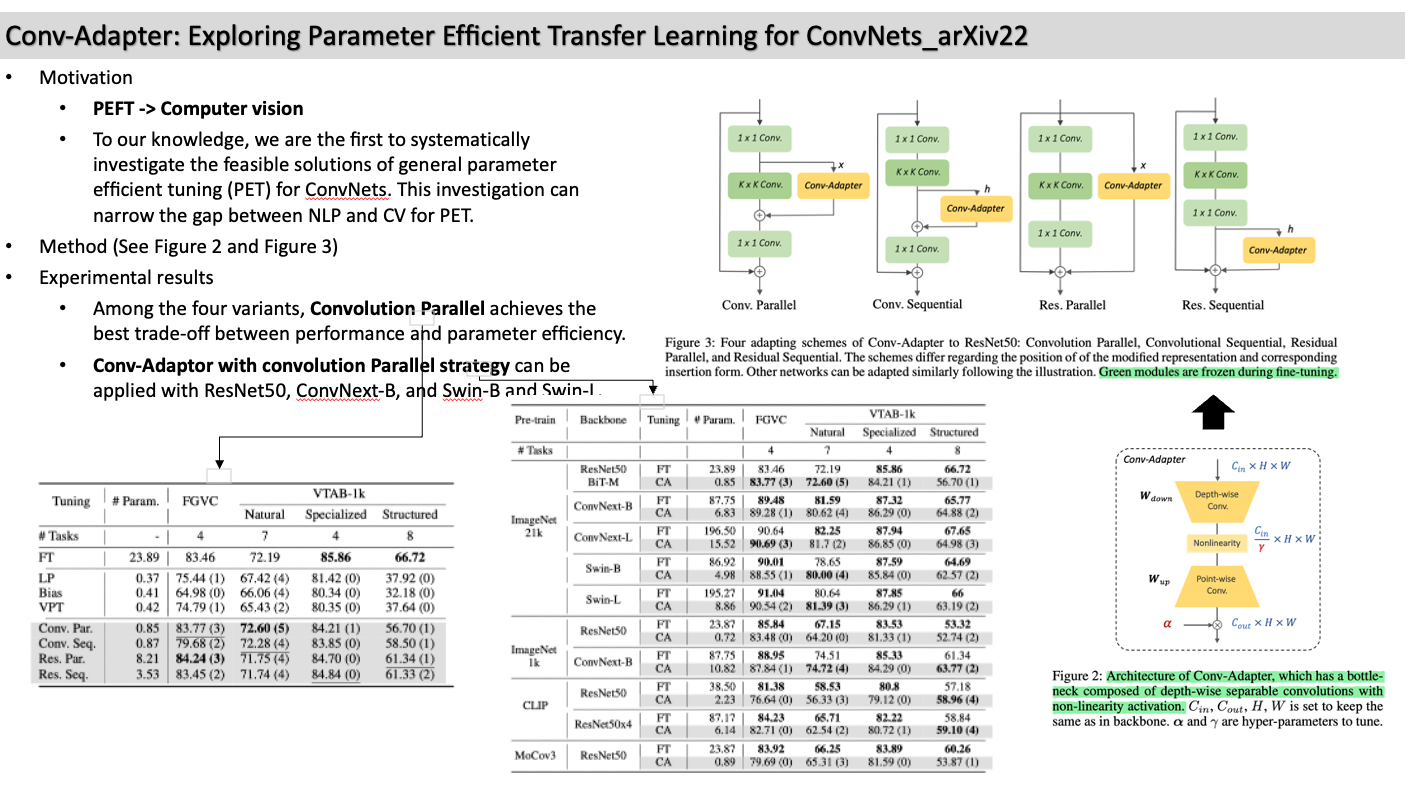 Conv-Adapter: Exploring Parameter Efficient Transfer Learning for ConvNets_arXiv22
• Motivation
• PEFT -> Computer vision
• To our knowledge, we are the first to systematically
investigate the feasible solutions of general parameter
efficient tuning (PET) for ConvNets. This investigation can
narrow the gap between NLP and CV for PET.
• Method (See Figure 2 and Figure 3)
• Experimental results
• Among the four variants, Convolution Parallel achieves the
best trade-off between performance and parameter efficiency.
• Conv-Adaptor with convolution Parallel strategy can be
applied with ResNet50, ConvNext-B, and Swin-B and Swin-L.
1 x 1 Conv.
x
K x K Conv. Conv-Adapter
1 x 1 Conv.
Conv. Parallel
1 x 1 Conv.
K x K Conv.
h
Conv-Adapter
1 x 1 Conv.
Conv. Sequential
1 x 1 Conv.
x
K x K Conv. Conv-Adapter
1 x 1 Conv.
Res. Parallel
1 x 1 Conv.
K x K Conv.
1 x 1 Conv.
h
Conv-Adapter
Res. Sequential
Figure 3: Four adapting schemes of Conv-Adapter to ResNet50: Convolution Parallel, Convolutional Sequential, Residual
Parallel, and Residual Sequential. The schemes differ regarding the position of of the modified representation and corresponding
insertion form. Other networks can be adapted similarly following the illustration. Green modules are frozen during fine-tuning.
Tuning # Param. FGVC VTAB-1k
Natural Specialized Structured
# Tasks - 4 7 4 8
FT 23.89 83.46 72.19 85.86 66.72
LP 0.37 75.44 (1) 67.42 (4) 81.42 (0) 37.92 (0)
Bias 0.41 64.98 (0) 66.06 (4) 80.34 (0) 32.18 (0)
VPT 0.42 74.79 (1) 65.43 (2) 80.35 (0) 37.64 (0)
Conv. Par. 0.85 83.77 (3) 72.60 (5) 84.21 (1) 56.70 (1)
Conv. Seq. 0.87 79.68 (2) 72.28 (4) 83.85 (0) 58.50 (1)
Res. Par. 8.21 84.24 (3) 71.75 (4) 84.70 (0) 61.34 (1)
Res. Seq. 3.53 83.45 (2) 71.74 (4) 84.84 (0) 61.33 (2)
Pre-train Backbone Tuning # Param. FGVC VTAB-1k
Natural Specialized Structured
# Tasks 4 7 4 8
ImageNet 21k
ResNet50 BiT-M
FT 23.89 83.46 72.19 85.86 66.72
CA 0.85 83.77 (3) 72.60 (5) 84.21 (1) 56.70 (1)
ConvNext-B
FT 87.75 89.48 81.59 87.32 65.77
CA 6.83 89.28 (1) 80.62 (4) 86.29 (0) 64.88 (2)
ConvNext-L
FT 196.50 90.64 82.25 87.94 67.65
CA 15.52 90.69 (3) 81.7 (2) 86.85 (0) 64.98 (3)
Swin-B
FT 86.92 90.01 78.65 87.59 64.69
CA 4.98 88.55 (1) 80.00 (4) 85.84 (0) 62.57 (2)
Swin-L
FT 195.27 91.04 80.64 87.85 66
CA 8.86 90.54 (2) 81.39 (3) 86.29 (1) 63.19 (2)
ImageNet 1k
ResNet50
FT 23.87 85.84 67.15 83.53 53.32
CA 0.72 83.48 (0) 64.20 (0) 81.33 (1) 52.74 (2)
ConvNext-B
FT 87.75 88.95 74.51 85.33 61.34
CA 10.82 87.84 (1) 74.72 (4) 84.29 (0) 63.77 (2)
CLIP
ResNet50
FT 38.50 81.38 58.53 80.8 57.18
CA 2.23 76.64 (0) 56.33 (3) 79.12 (0) 58.96 (4)
ResNet50x4
FT 87.17 84.23 65.71 82.22 58.84
CA 6.14 82.71 (0) 62.54 (2) 80.72 (1) 59.10 (4)
MoCov3
ResNet50
FT 23.87 83.92 66.25 83.89 60.26
CA 0.89 79.69 (0) 65.31 (3) 81.59 (0) 53.87 (1)
Conv-Adapter
Cin × H × W
Wdown Depth-wise
Conv.
Nonlinearity Cin/γ × H × W
Wup Point-wise
Conv.
α Cout × H × W
Figure 2: Architecture of Conv-Adapter, which has a bottle-
neck composed of depth-wise separable convolutions with
non-linearity activation. Cin, Cout, H, W is set to keep the
same as in backbone. α and γ are hyper-parameters to tune.